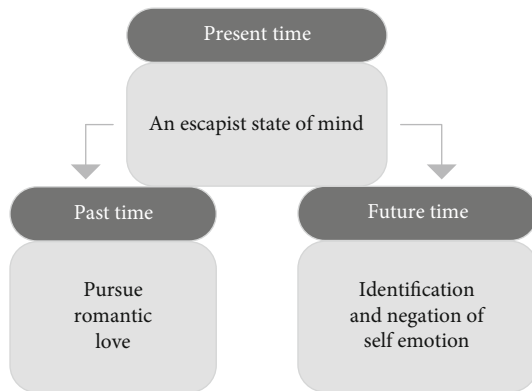 Present time
An escapist state of mind
Past time
Pursue
romantic
love
Future time
Identification
and negation of
self emotion